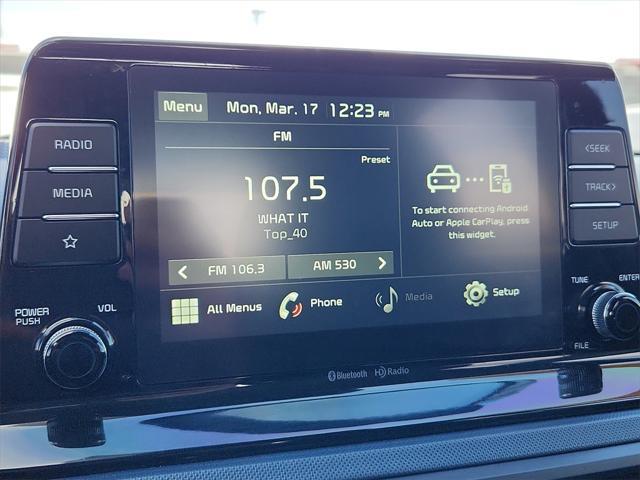 Menu Mon, Mar. 17 12:23 PM
FM
Preset
107.5
WHAT IT
Top_40
< FM 106.3 AM 530 >
To start connecting Android
Auto or Apple CarPlay, press
this widget.
All Menus Phone Media Setup
RADIO
MEDIA
POWER
PUSH
VOL
<SEEK
TRACK>
SETUP
TUNE
ENTER
FILE
Bluetooth HD Radio